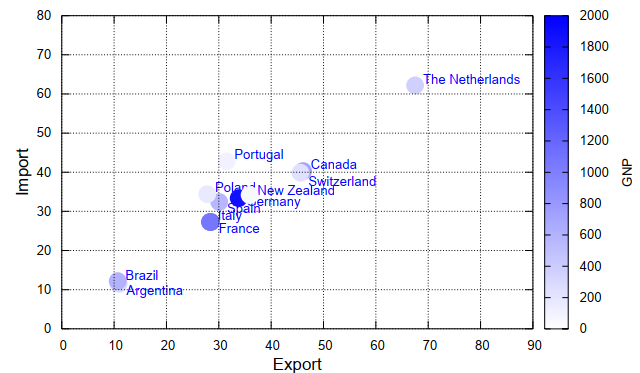 80
70
60
50
40
30
20
10
0
Import
The Netherlands
Portugal
Canada
Switzerland
Poland
New Zealand
ermany
Spain
Italy
France
Brazil
Argentina
0 10 20 30 40 50 60 70 80 90
Export
2000
1800
1600
1400
1200
1000
800
600
400
200
0
GNP